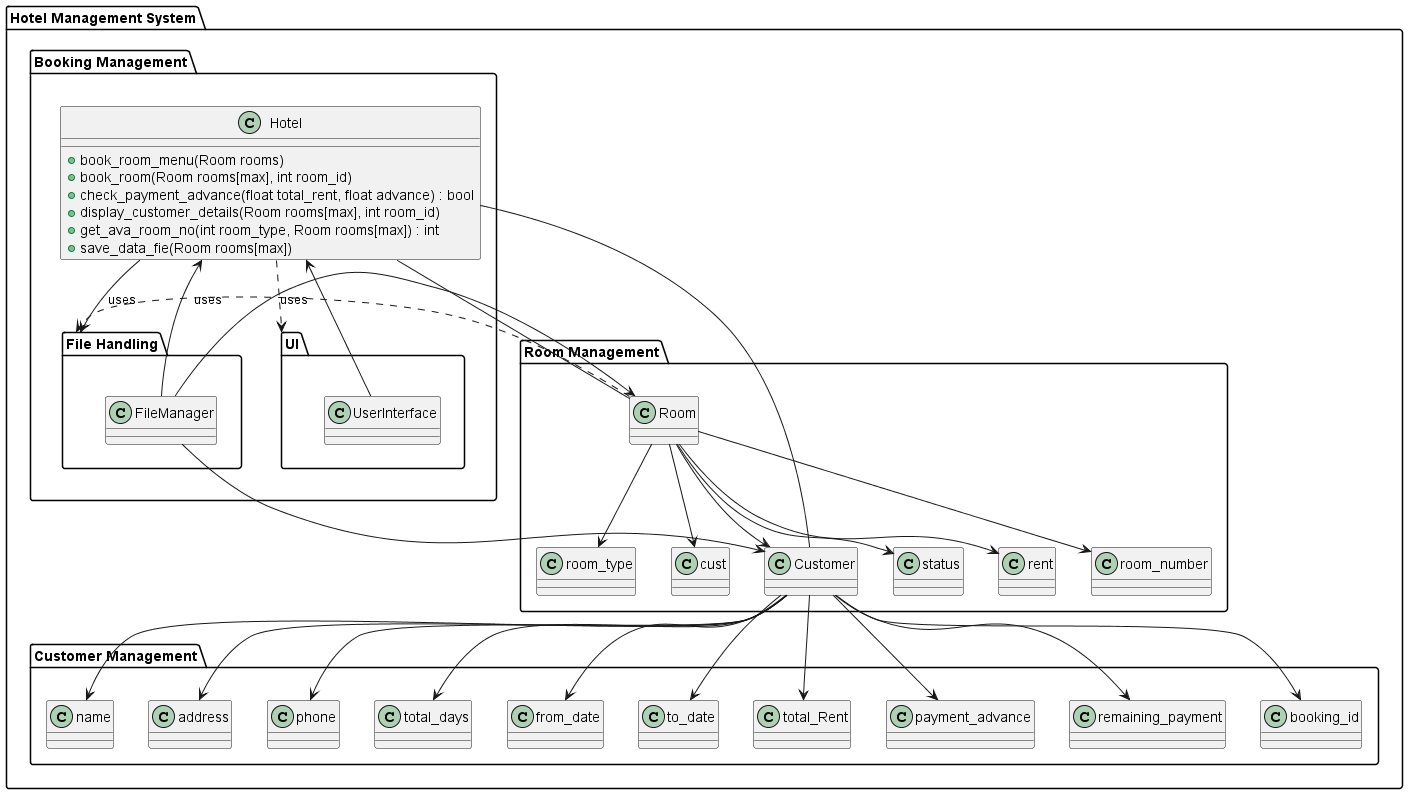 Hotel Management System
Booking Management
C Hotel
book_room_menu(Room rooms)
book_room(Room rooms[max], int room_id)
check_payment_advance(float total_rent, float advance) : bool
display_customer_details(Room rooms[max], int room_id)
get_ava_room_no(int room_type, Room rooms[max]) : int
save_data_fie(Room rooms[max])
uses
uses
uses
File Handling
UI
Room Management
C FileManager
C UserInterface
C Room
C room_type
C cust
C Customer
C status
C rent
C room_number
Customer Management
C name
C address
C phone
C total_days
C from_date
C to_date
C total_Rent
C payment_advance
C remaining_payment
C booking_id